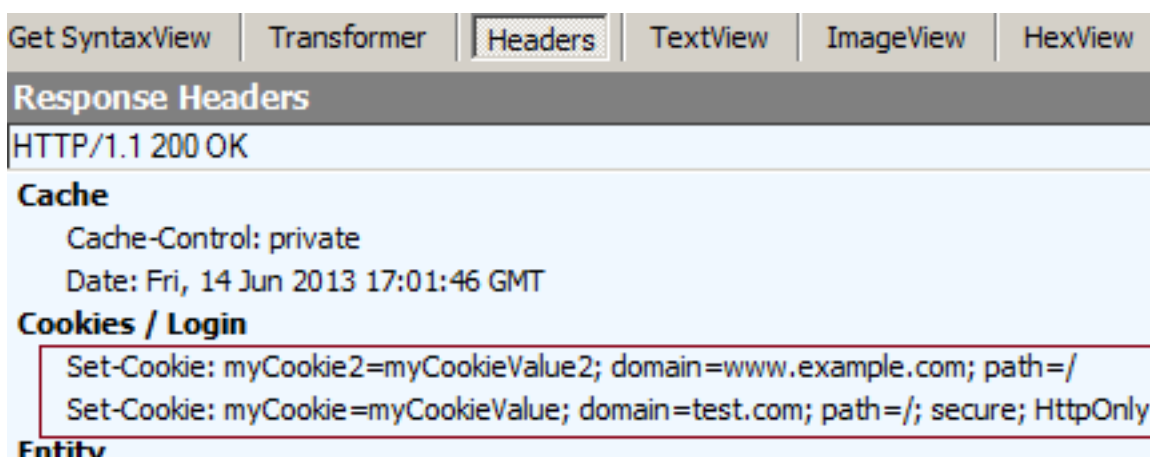 Get SyntaxView Transformer Headers TextView ImageView HexView
Response Headers
HTTP/1.1 200 OK
Cache
Cache-Control: private
Date: Fri, 14 Jun 2013 17:01:46 GMT
Cookies / Login
Set-Cookie: myCookie2=myCookieValue2; domain=www.example.com; path=/
Set-Cookie: myCookie=myCookieValue; domain=test.com; path=/; secure; HttpOnly
Entity